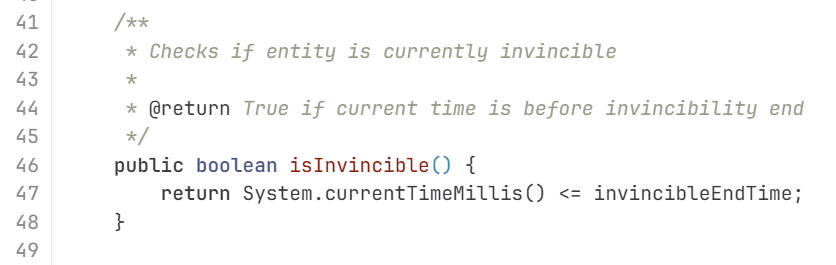 41 /**
42 * Checks if entity is currently invincible
43 *
44 * @return True if current time is before invincibility end
45 */
46 public boolean isInvincible() {
47 return System.currentTimeMillis() <= invincibleEndTime;
48 }
49